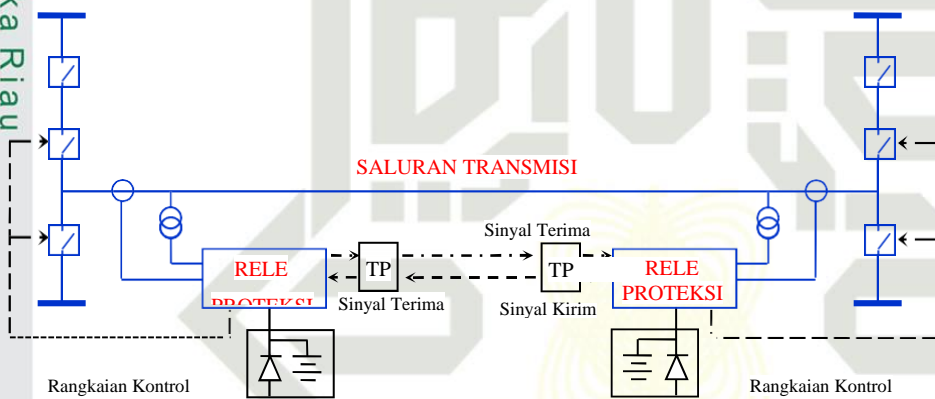 ka Riau
SALURAN TRANSMISI
Sinyal Terima
RELE
PROTEKSI
TP
TP
RELE
PROTEKSI
Sinyal Terima
Sinyal Kirim
Rangkaian Kontrol
Rangkaian Kontrol